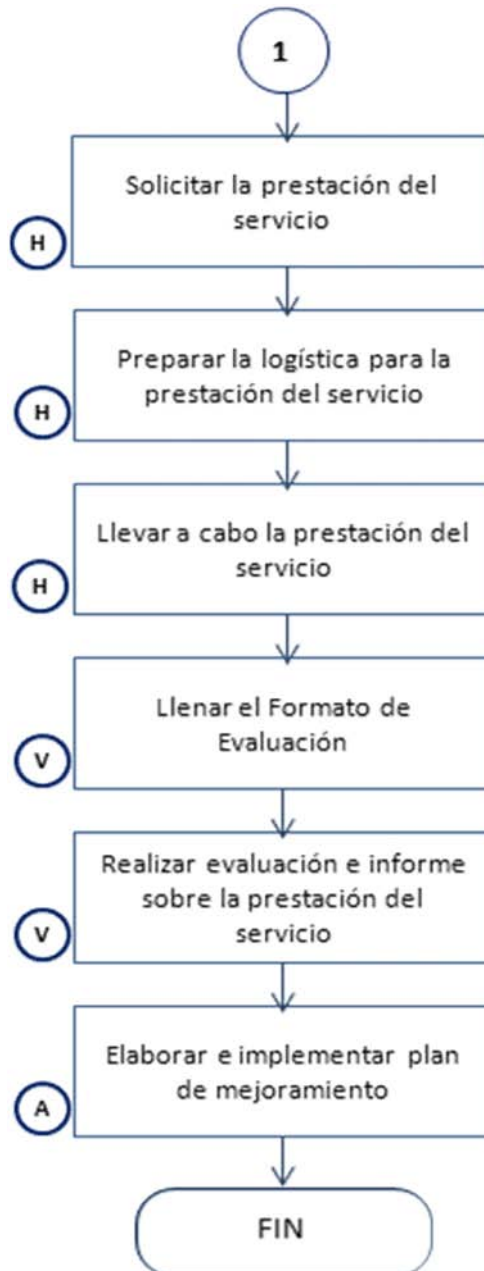 1
Solicitar la prestación del
servicio
H
Preparar la logística para la
prestación del servicio
H
Llevar a cabo la prestación del
servicio
H
Llenar el Formato de
Evaluación
V
Realizar evaluación e informe
sobre la prestación del
servicio
V
Elaborar e implementar plan
de mejoramiento
A
FIN